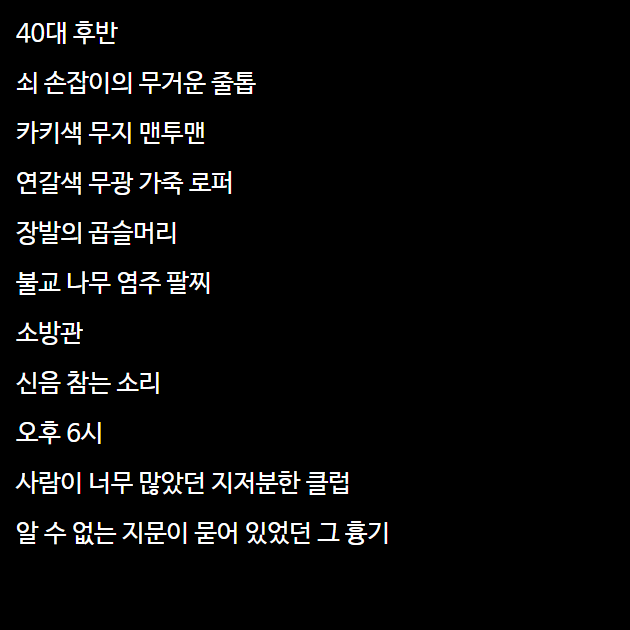 40대 후반
쇠 손잡이의 무거운 줄톱
카키색 무지 맨투맨
연갈색 무광 가죽 로퍼
장발의 곱슬머리
불교 나무 염주 팔찌
소방관
신음 참는 소리
오후 6시
사람이 너무 많았던 지저분한 클럽
알 수 없는 지문이 묻어 있었던 그 흉기